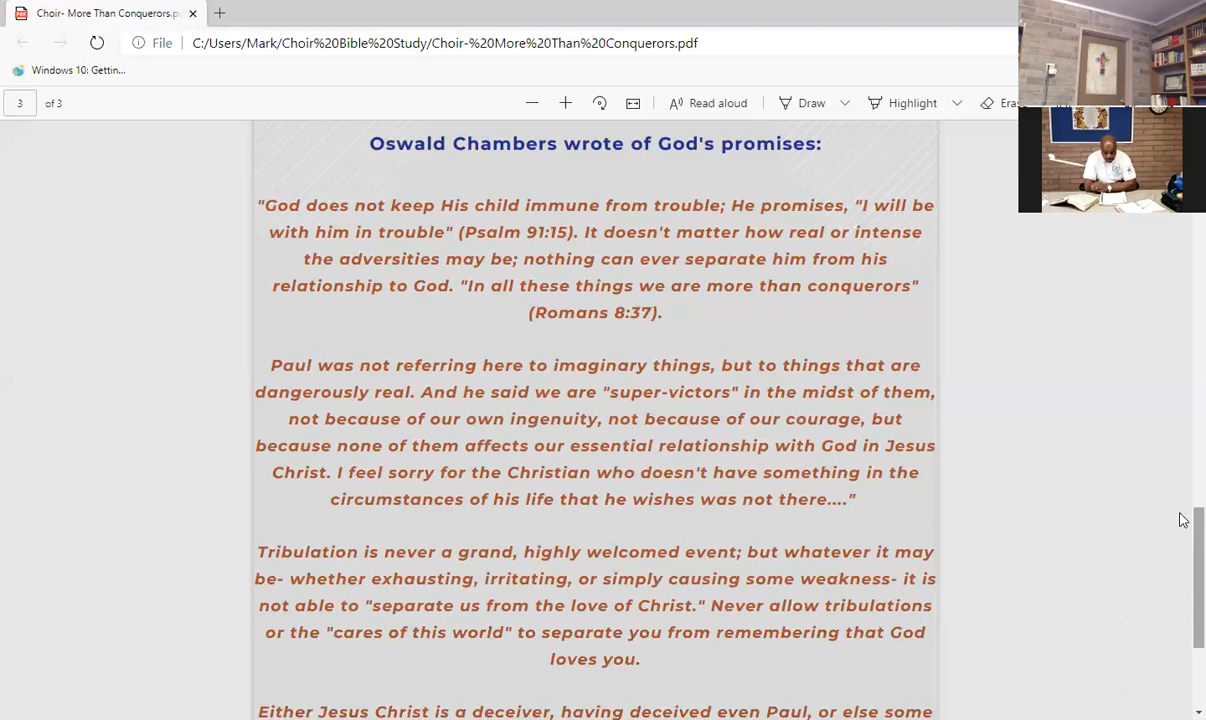 Choir- More Than Conquerors.p
File C:/Users/Mark/Choir%20Bible%20Study/Choir-%20More%20Than%20Conquerors.pdf
Windows 10: Gettin...
3 of 3 Read aloud Draw Highlight Eras
Oswald Chambers wrote of God's promises:
"God does not keep His child immune from trouble; He promises, "I will be
with him in trouble" (Psalm 91:15). It doesn't matter how real or intense
the adversities may be; nothing can ever separate him from his
relationship to God. "In all these things we are more than conquerors"
(Romans 8:37).
Paul was not referring here to imaginary things, but to things that are
dangerously real. And he said we are "super-victors" in the midst of them,
not because of our own ingenuity, not because of our courage, but
because none of them affects our essential relationship with God in Jesus
Christ. I feel sorry for the Christian who doesn't have something in the
circumstances of his life that he wishes was not there...."
Tribulation is never a grand, highly welcomed event; but whatever it may
be- whether exhausting, irritating, or simply causing some weakness- it is
not able to "separate us from the love of Christ." Never allow tribulations
or the "cares of this world" to separate you from remembering that God
loves you.
Either Jesus Christ is a deceiver, having deceived even Paul, or else some